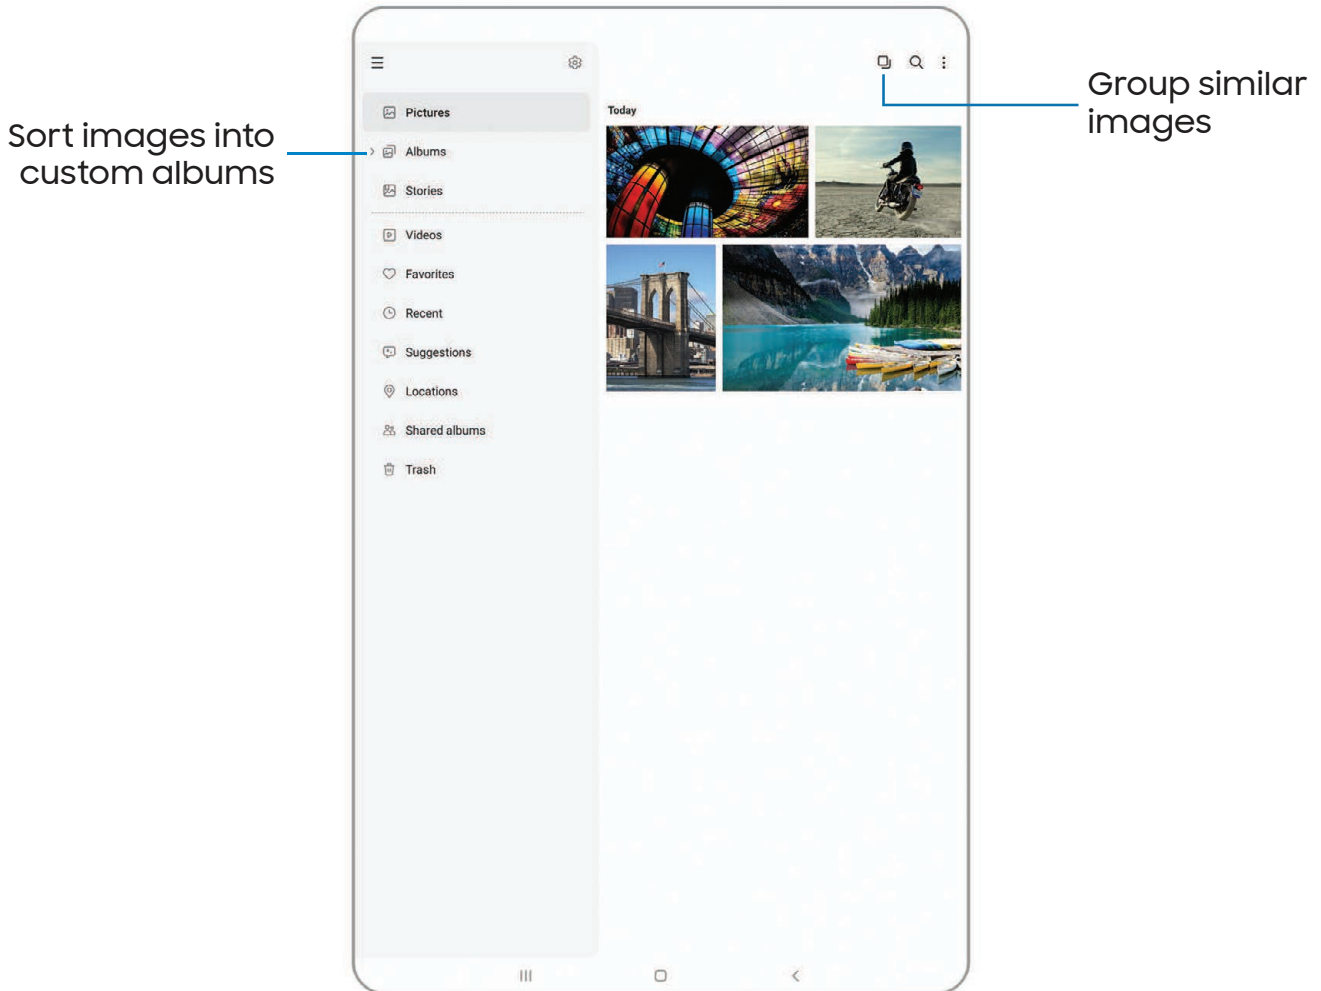 Sort images into
custom albums
Pictures
Albums
Stories
Videos
Favorites
Recent
Suggestions
Locations
Shared albums
Trash
Today
Group similar
images